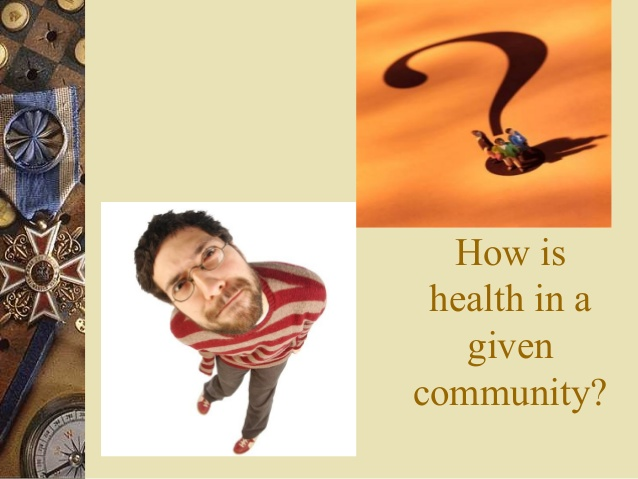 How is
health in a
given
community?